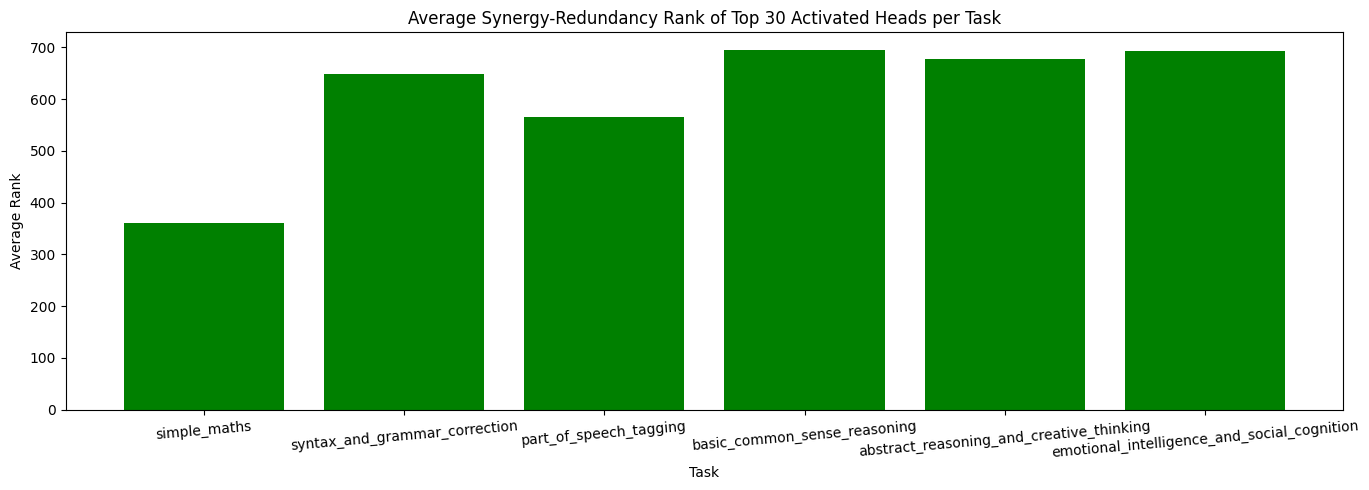 Average Synergy-Redundancy Rank of Top 30 Activated Heads per Task
Average Rank
700
600
500
400
300
200
100
0
simple_maths
syntax_and_grammar_correction
part_of_speech_tagging
basic_common_sense_reasoning
abstract_reasoning_and_creative_thinking
emotional_intelligence_and_social_cognition
Task